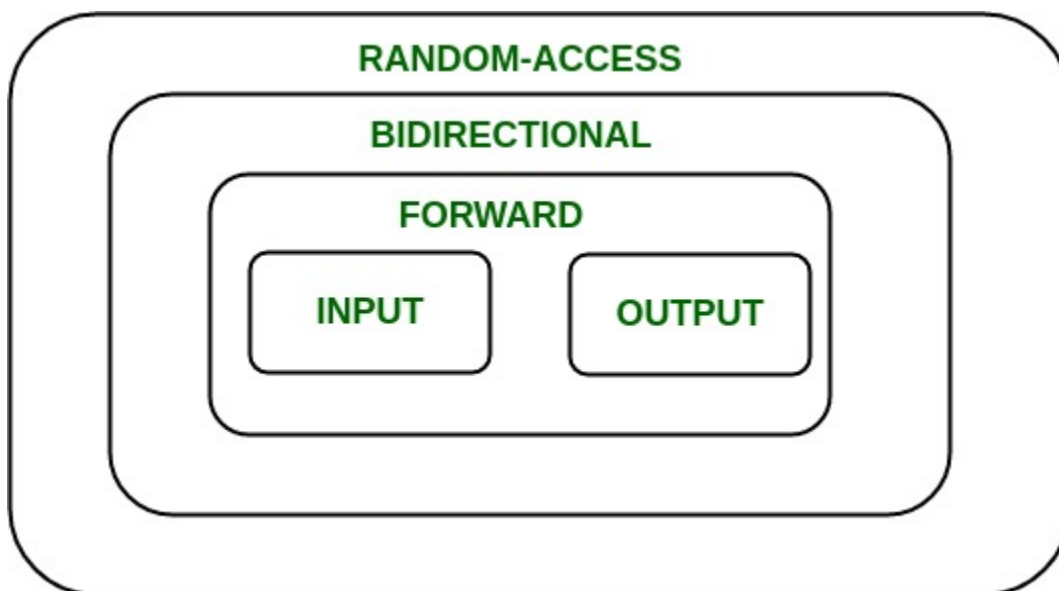 RANDOM-ACCESS
BIDIRECTIONAL
FORWARD
INPUT
OUTPUT